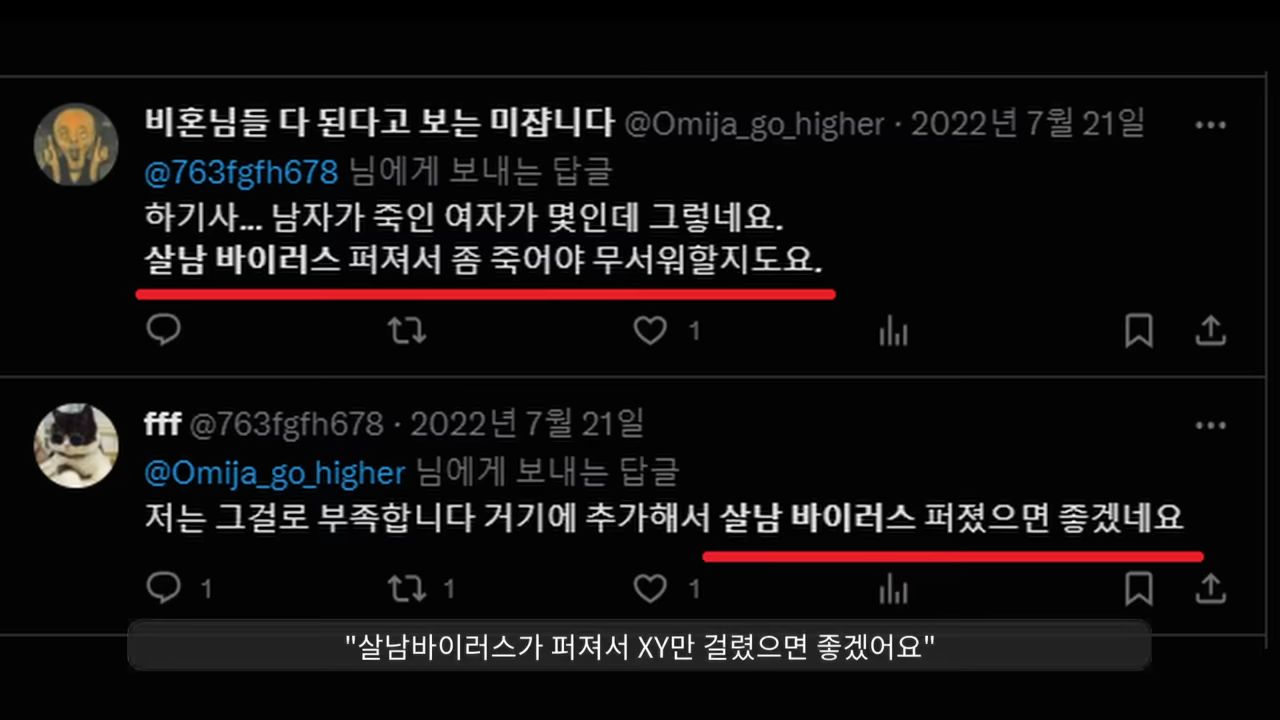 비혼님들 다 된다고 보는 미잡니다 @Omija_go_higher · 2022년 7월 21일
@763fgfh678 님에게 보내는 답글
하기사... 남자가 죽인 여자가 몇인데 그렇네요.
살남 바이러스 퍼져서 좀 죽어야 무서워할지도요.
1
fff @763fgfh678 · 2022년 7월 21일
@Omija_go_higher 님에게 보내는 답글
저는 그걸로 부족합니다 거기에 추가해서 살남 바이러스 퍼졌으면 좋겠네요
1 1 1
"살남바이러스가 퍼져서 XY만 걸렸으면 좋겠어요"